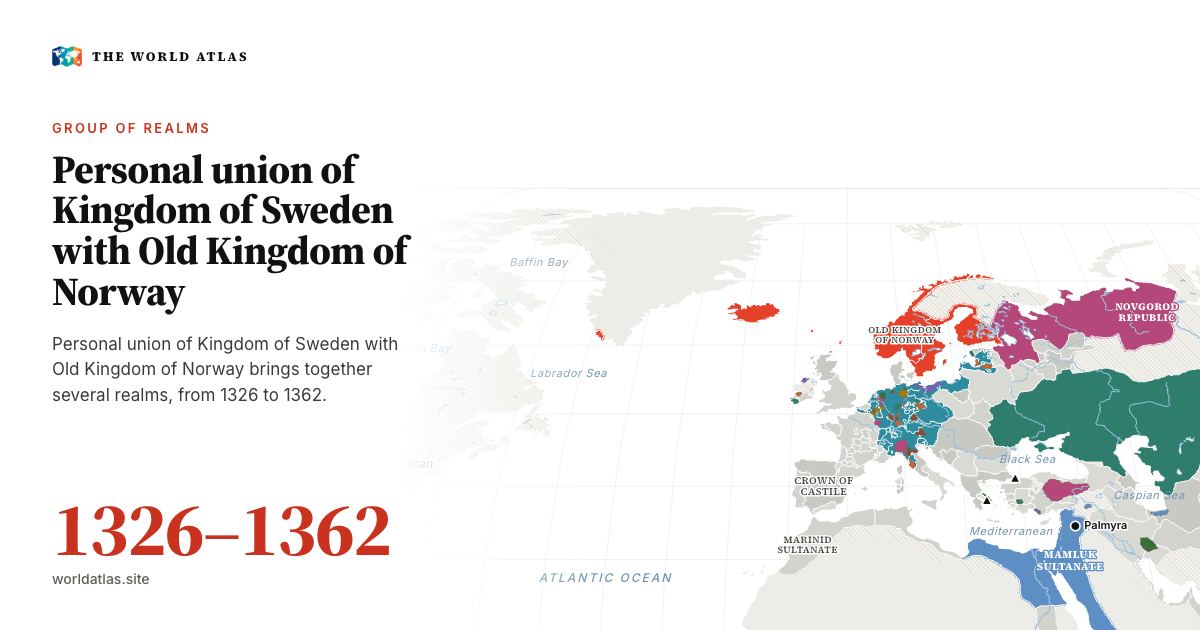 THE WORLD ATLAS
GROUP OF REALMS
Personal union of
Kingdom of Sweden
with Old Kingdom of
Norway
Personal union of Kingdom of Sweden with
Old Kingdom of Norway brings together
several realms, from 1326 to 1362.
1326–1362
worldatlas.site
Baffin Bay
on Bay
Labrador Sea
ican
ATLANTIC OCEAN
OLD KINGDOM
OF NORWAY
NOVGOROD
REPUBLIC
Black Sea
CROWN OF
CASTILE
Caspian Sea
Palmyra
Mediterranean S
MARINID
SULTANATE
MAMLUK
SULTANATE